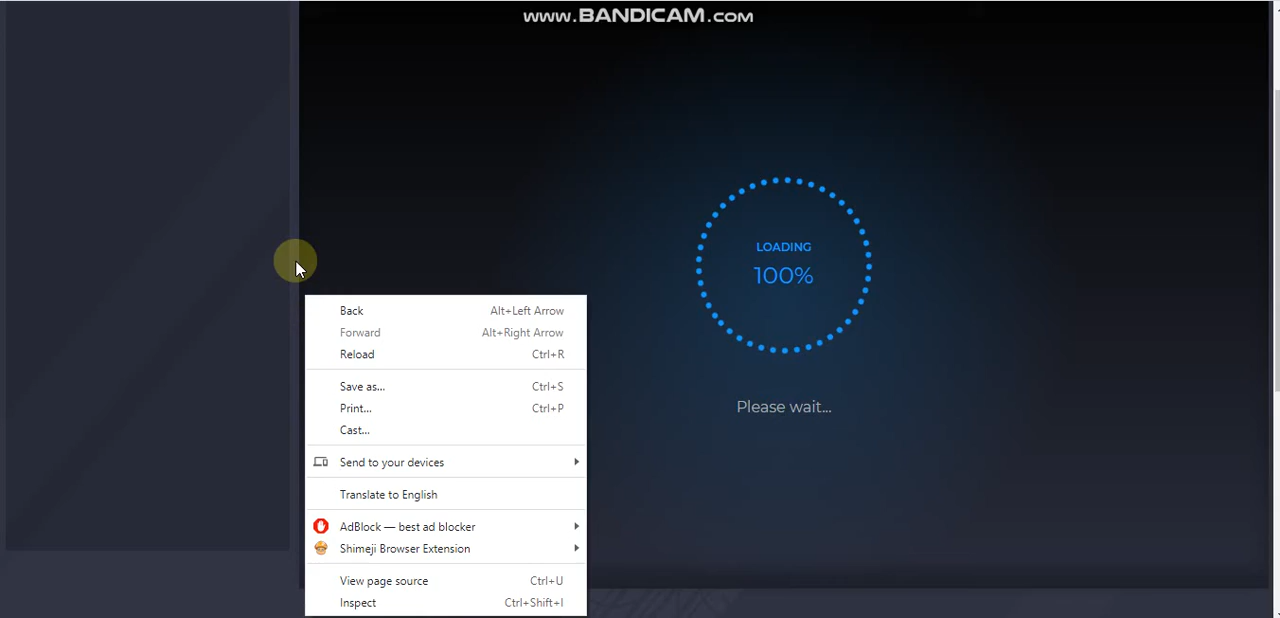 www.BANDICAM.com
LOADING
100%
Please wait...
Back Alt+Left Arrow
Forward Alt+Right Arrow
Reload Ctrl+R
Save as... Ctrl+S
Print... Ctrl+P
Cast...
Send to your devices
Translate to English
AdBlock — best ad blocker
Shimeji Browser Extension
View page source Ctrl+U
Inspect Ctrl+Shift+I